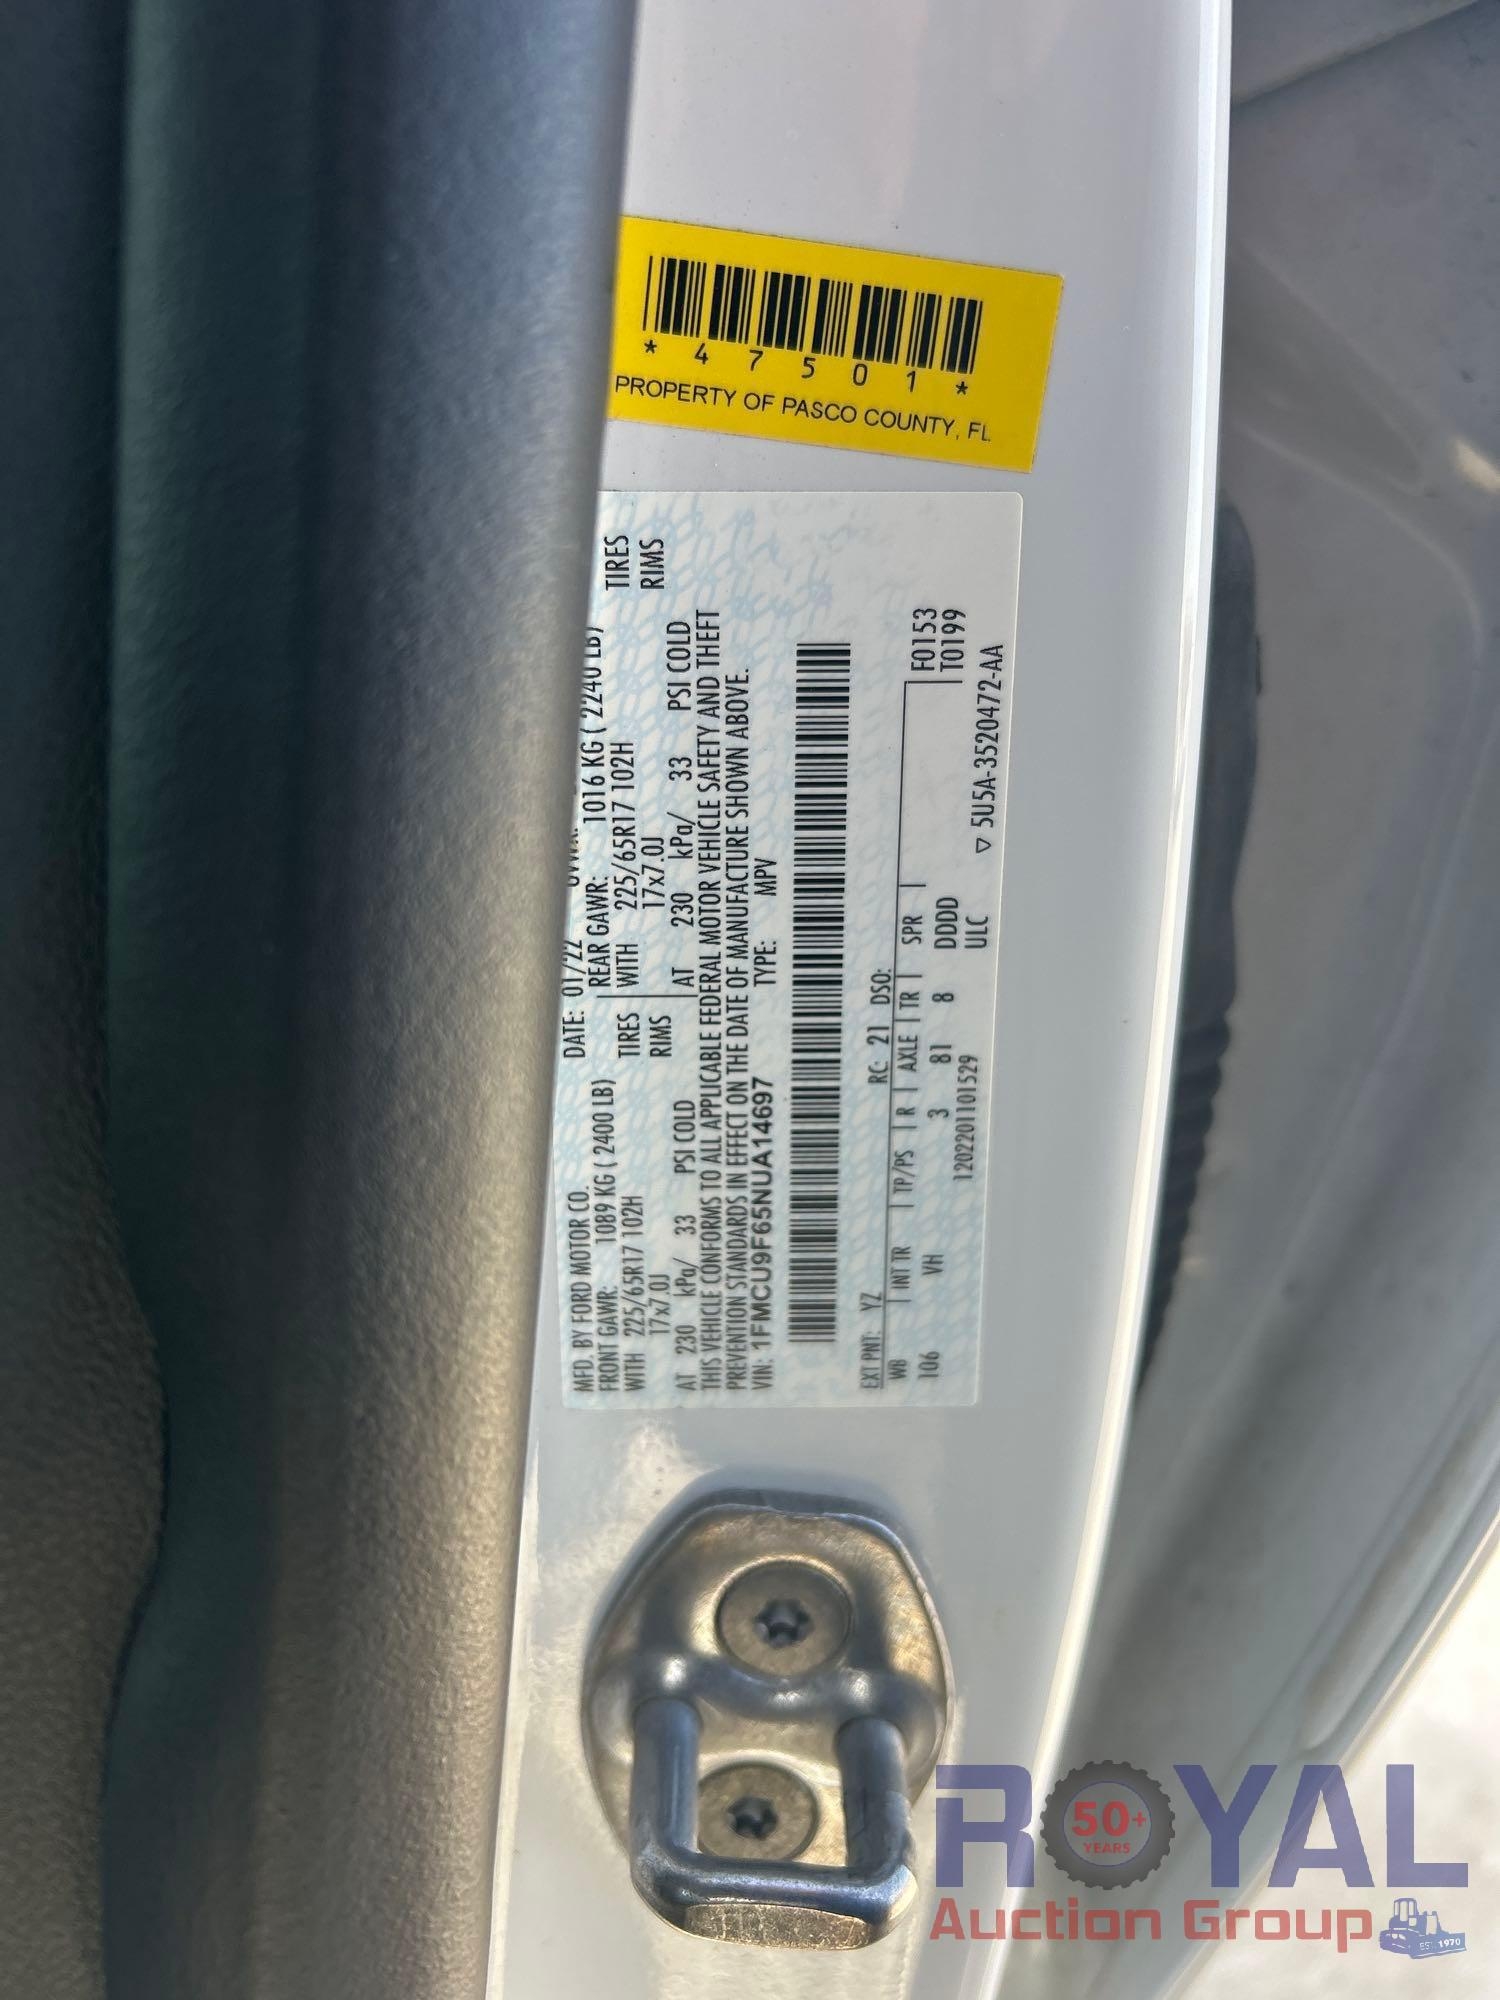 *47501*
PROPERTY OF PASCO COUNTY, FL
MFD. BY FORD MOTOR CO.
DATE: 01/22
FRONT GAWR: 1089 KG ( 2400 LB)
REAR GAWR: 1016 KG ( 2240 LB)
WITH 225/65R17 102H TIRES
WITH 225/65R17 102H TIRES
17x7.0J RIMS
17x7.0J RIMS
AT 230 kPa/ 33 PSI COLD
AT 230 kPa/ 33 PSI COLD
THIS VEHICLE CONFORMS TO ALL APPLICABLE FEDERAL MOTOR VEHICLE SAFETY AND THEFT
PREVENTION STANDARDS IN EFFECT ON THE DATE OF MANUFACTURE SHOWN ABOVE.
VIN: 1FMCU9F65NUA14697 TYPE: MPV
EXT PNT: YZ RC: 21 DSO:
WB | INT TR | TP/PS | R | AXLE | TR | SPR | F0153
106 VH 3 81 8 DDDD T0199
120220110152​9 ULC
▽ 5U5A-3520472-AA
ROYAL
50+
YEARS
Auction Group
EST. 1970